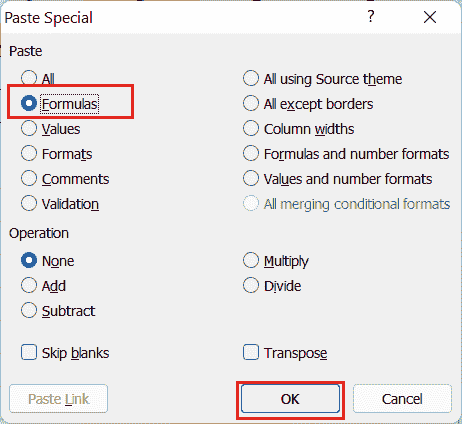 Paste Special ?
Paste
All
All using Source theme
Formulas
All except borders
Values
Column widths
Formats
Formulas and number formats
Comments
Values and number formats
Validation
All merging conditional formats
Operation
None
Multiply
Add
Divide
Subtract
Skip blanks
Transpose
Paste Link
OK
Cancel